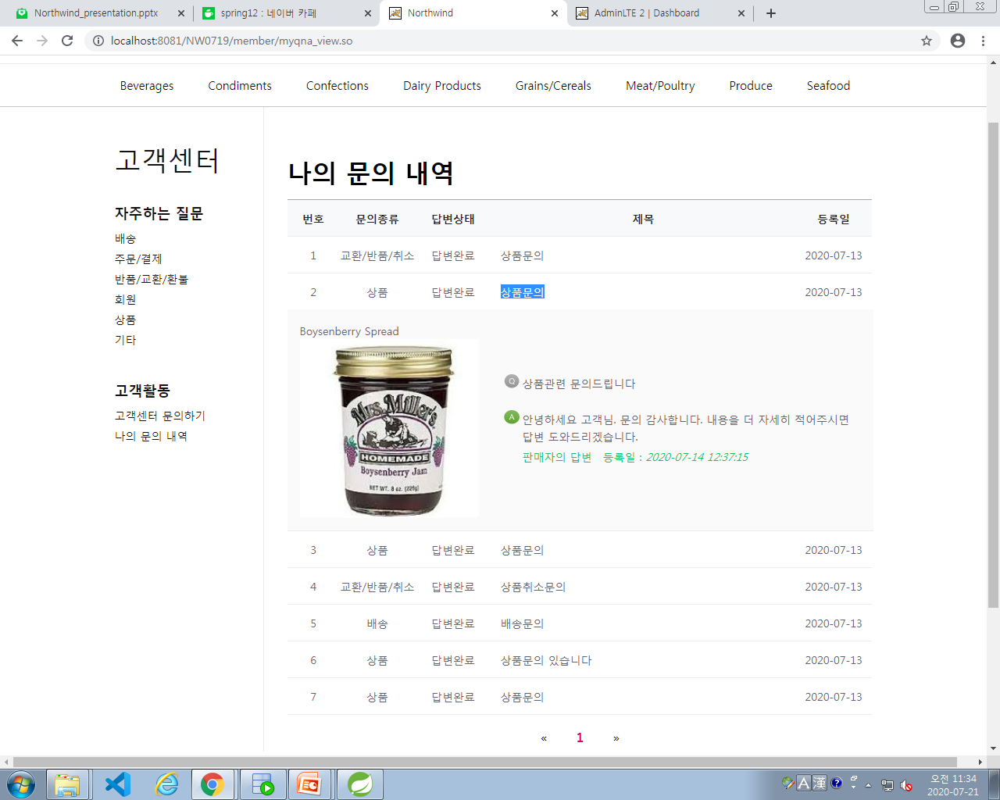 Northwind_presentation.pptx
spring12 : 네이버 카페
Northwind
AdminLTE 2 | Dashboard
localhost:8081/NW0719/member/myqna_view.so
Beverages Condiments Confections Dairy Products Grains/Cereals Meat/Poultry Produce Seafood
고객센터
자주하는 질문
배송
주문/결제
반품/교환/환불
회원
상품
기타
고객활동
고객센터 문의하기
나의 문의 내역
나의 문의 내역
번호 문의종류 답변상태 제목 등록일
1 교환/반품/취소 답변완료 상품문의 2020-07-13
2 상품 답변완료 상품문의 2020-07-13
Boysenberry Spread
Mrs. Miller's
HOMEMADE
Boysenberry Jam
NET WT. 8 oz. (226g)
Q 상품관련 문의드립니다
A 안녕하세요 고객님. 문의 감사합니다. 내용을 더 자세히 적어주시면
답변 도와드리겠습니다.
판매자의 답변 등록일 : 2020-07-14 12:37:15
3 상품 답변완료 상품문의 2020-07-13
4 교환/반품/취소 답변완료 상품취소문의 2020-07-13
5 배송 답변완료 배송문의 2020-07-13
6 상품 답변완료 상품문의 있습니다 2020-07-13
7 상품 답변완료 상품문의 2020-07-13
« 1 »
A 漢
오전 11:34
2020-07-21